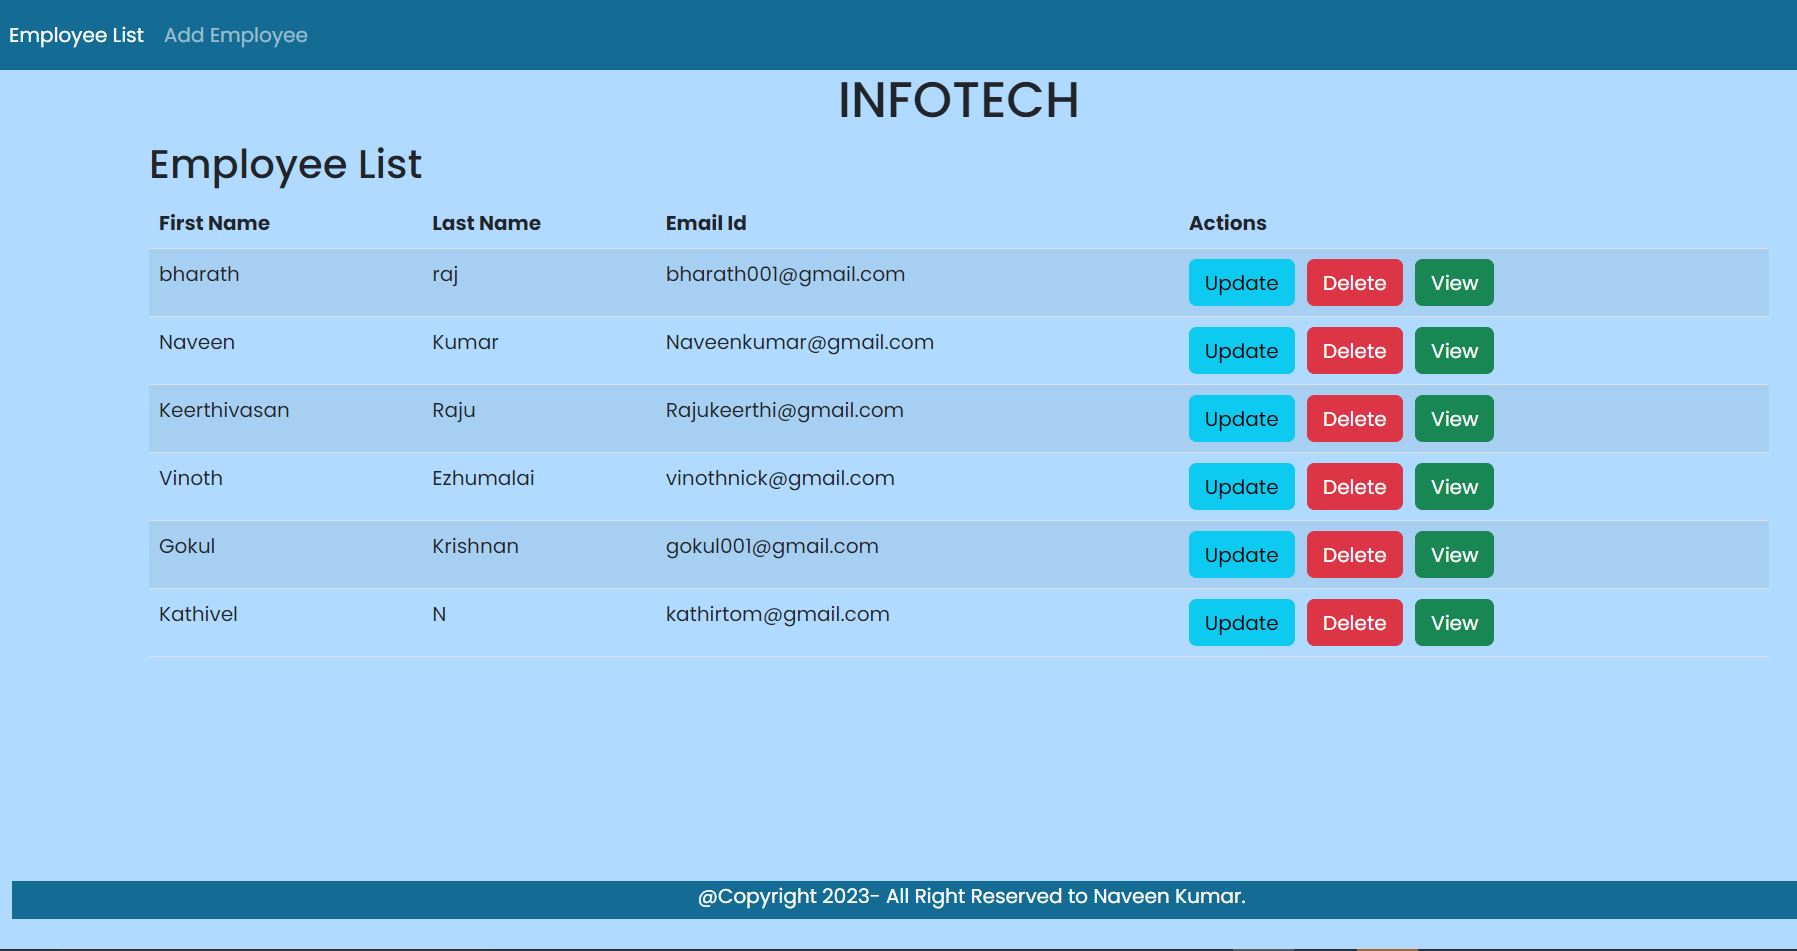 Employee List Add Employee
INFOTECH
Employee List
First Name Last Name Email Id Actions
bharath raj bharath001@gmail.com Update Delete View
Naveen Kumar Naveenkumar@gmail.com Update Delete View
Keerthivasan Raju Rajukeerthi@gmail.com Update Delete View
Vinoth Ezhumalai vinothnick@gmail.com Update Delete View
Gokul Krishnan gokul001@gmail.com Update Delete View
Kathivel N kathirtom@gmail.com Update Delete View
@Copyright 2023- All Right Reserved to Naveen Kumar.